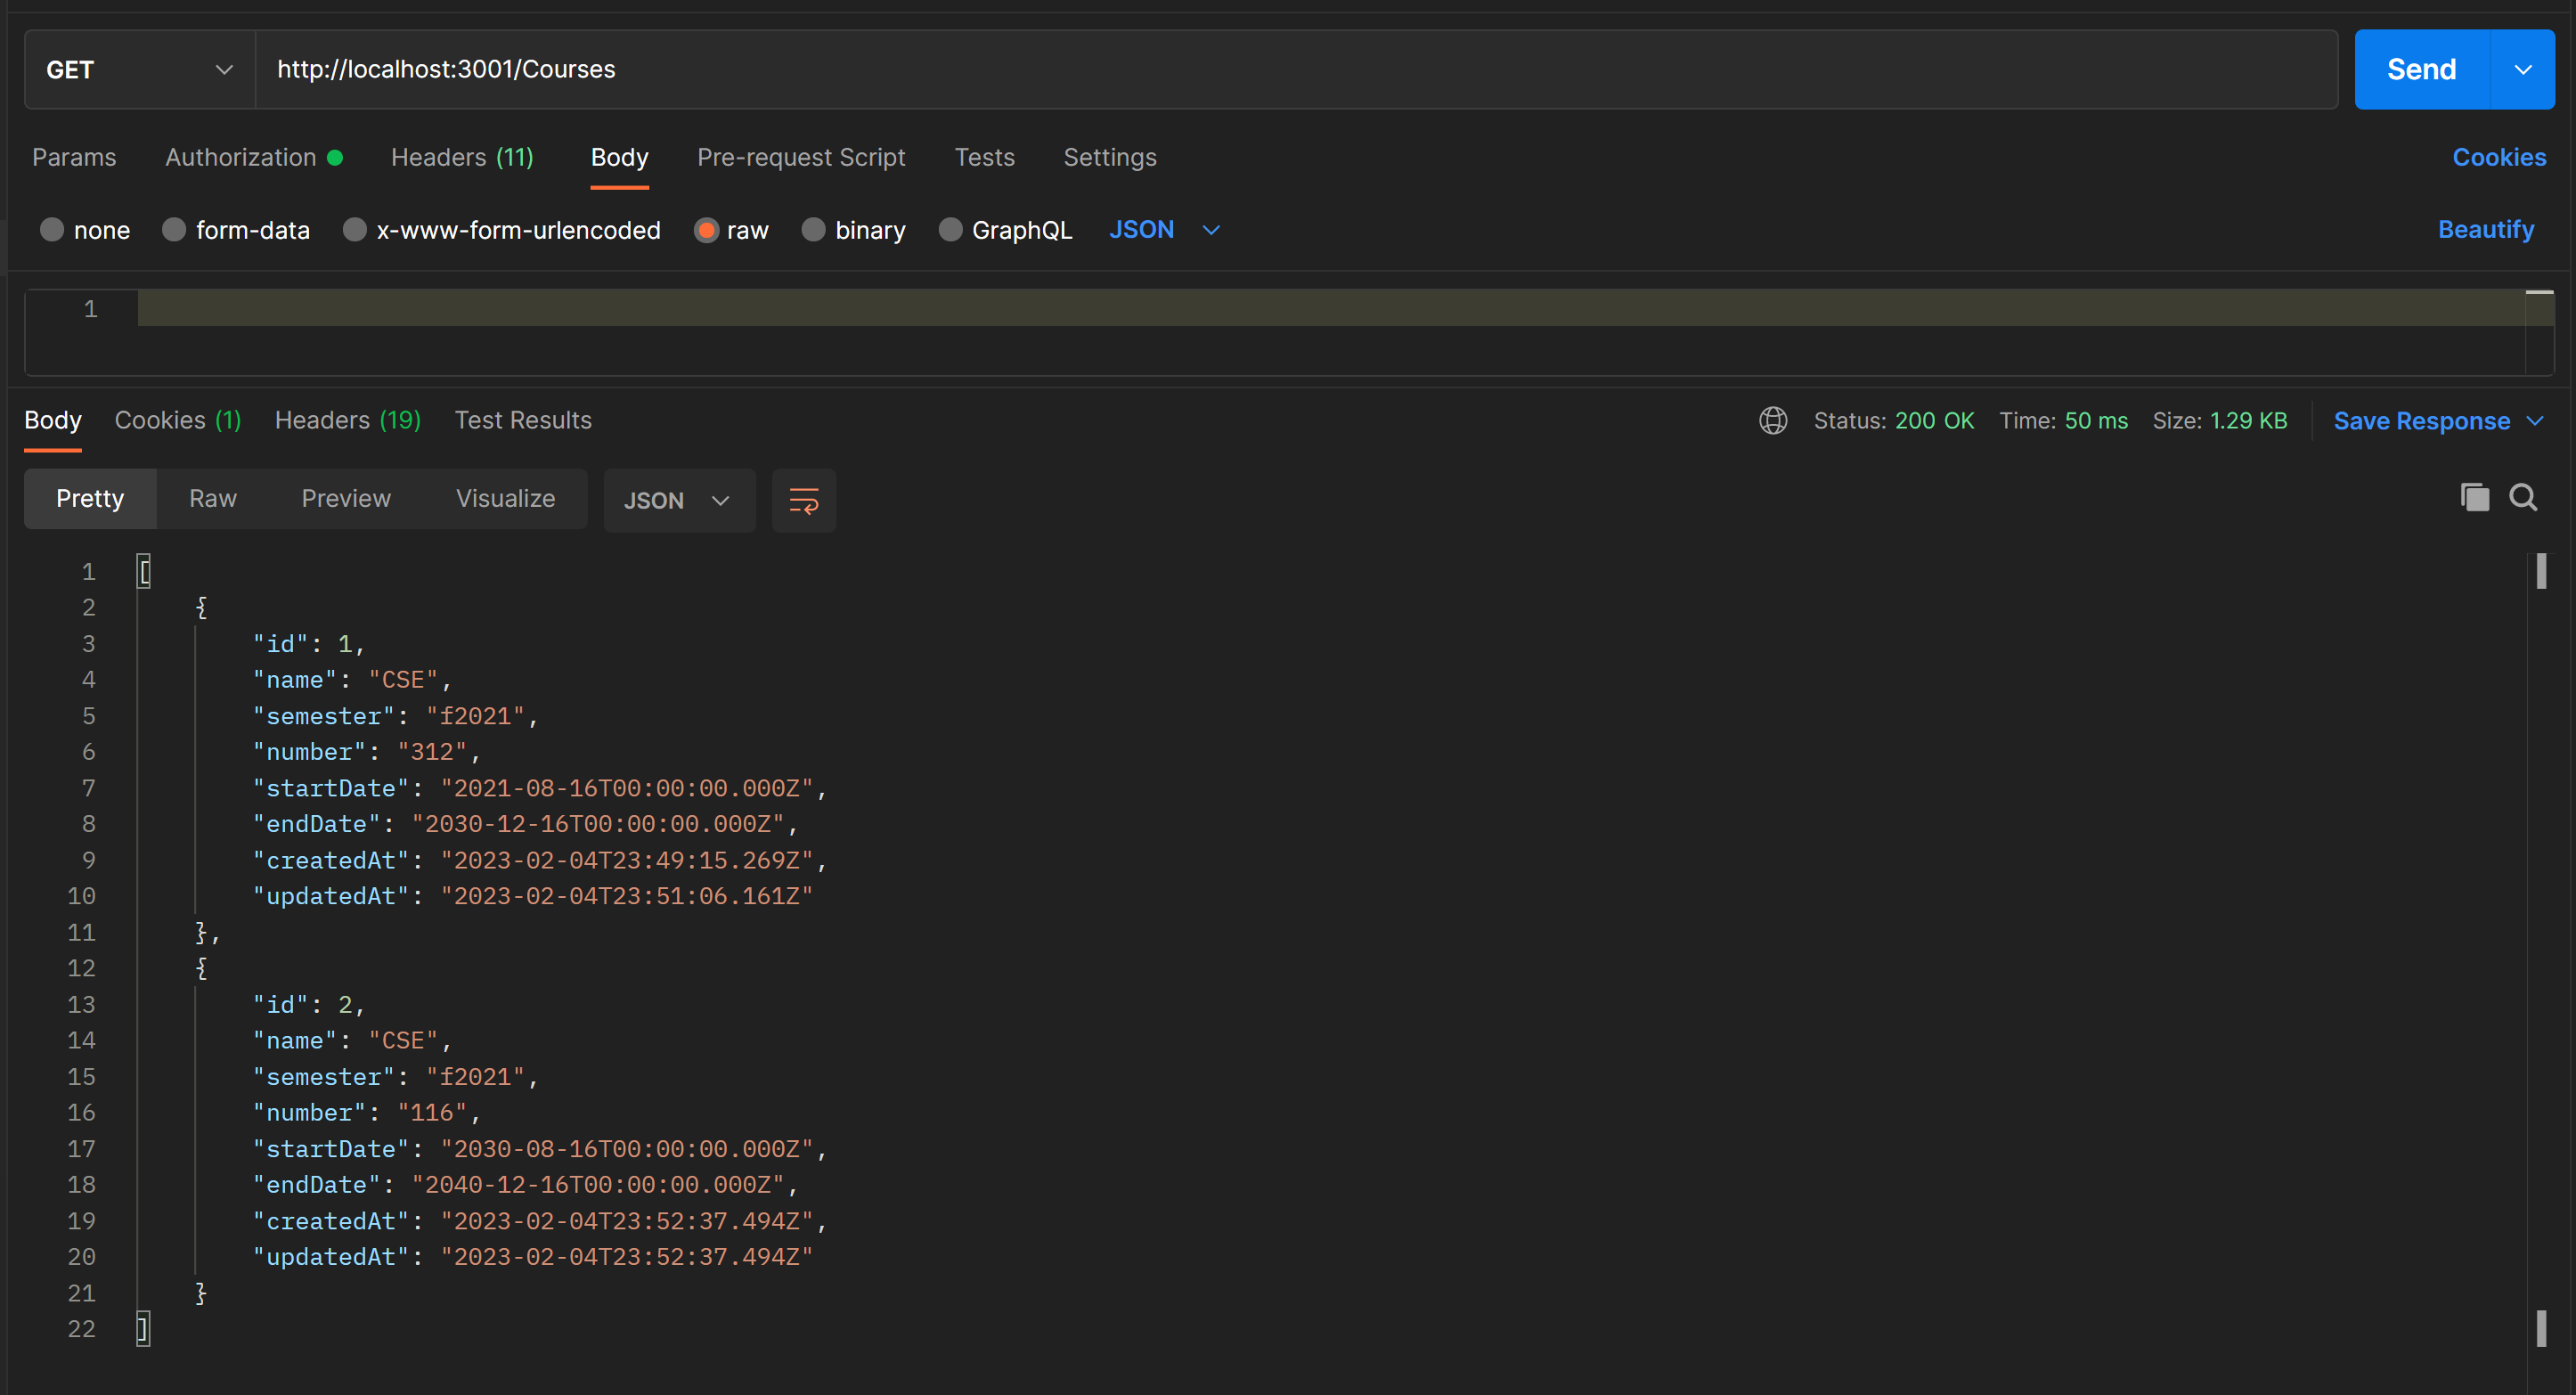 GET http://localhost:3001/Courses Send
Params Authorization Headers (11) Body Pre-request Script Tests Settings Cookies
none form-data x-www-form-urlencoded raw binary GraphQL JSON Beautify
1
Body Cookies (1) Headers (19) Test Results Status: 200 OK Time: 50 ms Size: 1.29 KB Save Response
Pretty Raw Preview Visualize JSON
1 [
2 {
3 "id": 1,
4 "name": "CSE",
5 "semester": "f2021",
6 "number": "312",
7 "startDate": "2021-08-16T00:00:00.000Z",
8 "endDate": "2030-12-16T00:00:00.000Z",
9 "createdAt": "2023-02-04T23:49:15.269Z",
10 "updatedAt": "2023-02-04T23:51:06.161Z"
11 },
12 {
13 "id": 2,
14 "name": "CSE",
15 "semester": "f2021",
16 "number": "116",
17 "startDate": "2030-08-16T00:00:00.000Z",
18 "endDate": "2040-12-16T00:00:00.000Z",
19 "createdAt": "2023-02-04T23:52:37.494Z",
20 "updatedAt": "2023-02-04T23:52:37.494Z"
21 }
22 ]